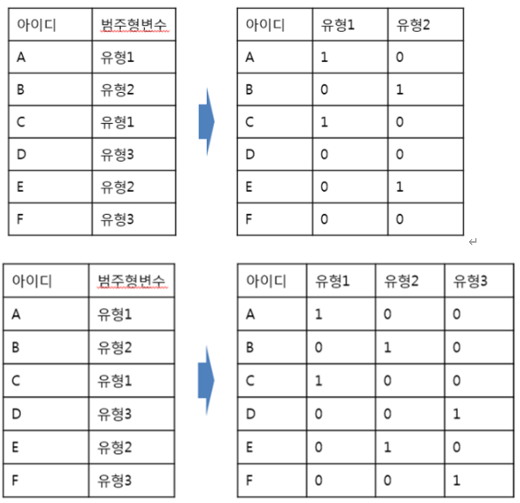 아이디 범주형변수 아이디 유형1 유형2
A 유형1 A 1 0
B 유형2 B 0 1
C 유형1 C 1 0
D 유형3 D 0 0
E 유형2 E 0 1
F 유형3 F 0 0
↵
아이디 범주형변수 아이디 유형1 유형2 유형3
A 유형1 A 1 0 0
B 유형2 B 0 1 0
C 유형1 C 1 0 0
D 유형3 D 0 0 1
E 유형2 E 0 1 0
F 유형3 F 0 0 1